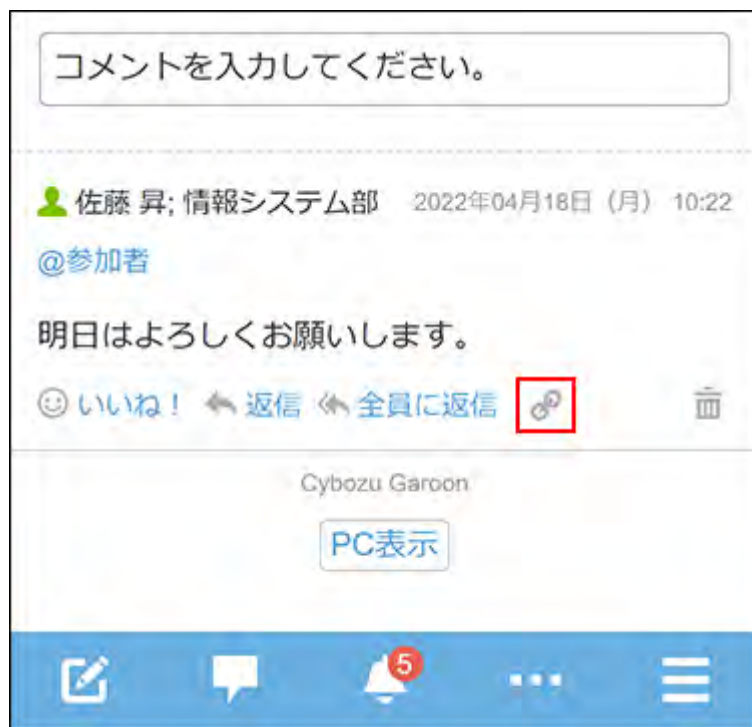 コメントを入力してください。
佐藤 昇; 情報システム部 2022年04月18日（月） 10:22
@参加者
明日はよろしくお願いします。
いいね！ 返信 全員に返信
Cybozu Garoon
PC表示
5